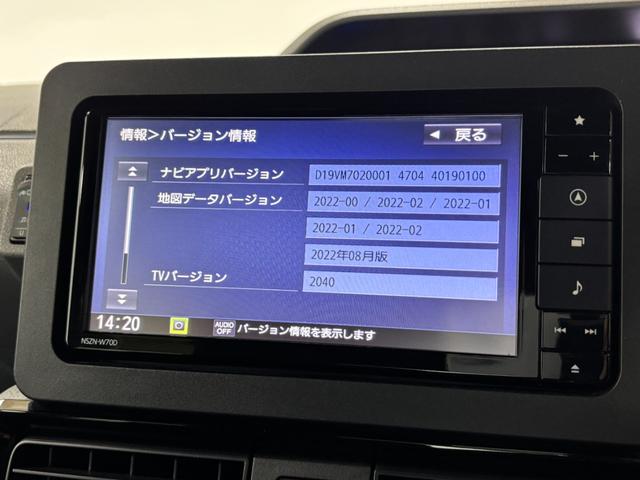 情報>バージョン情報
戻る
ナビアプリバージョン
D19VM7020001 4704 40190100
地図データバージョン
2022-00 / 2022-02 / 2022-01
2022-01 / 2022-02
2022年08月版
TVバージョン
2040
14:20
AUDIO OFF
バージョン情報を表示します
NSZN-W70D